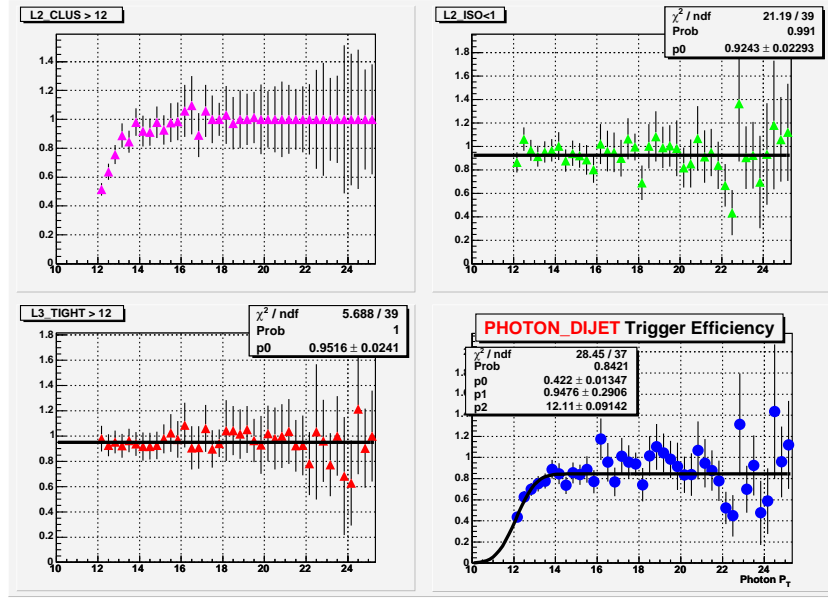 L2_CLUS > 12
1.4
1.2
1
0.8
0.6
0.4
0.2
0
10 12 14 16 18 20 22 24
L2_ISO<1
χ² / ndf 21.19 / 39
Prob 0.991
p0 0.9243 ± 0.02293
1.8
1.6
1.4
1.2
1
0.8
0.6
0.4
0.2
0
10 12 14 16 18 20 22 24
L3_TIGHT > 12
χ² / ndf 5.688 / 39
Prob 1
p0 0.9516 ± 0.0241
1.8
1.6
1.4
1.2
1
0.8
0.6
0.4
0.2
0
10 12 14 16 18 20 22 24
PHOTON_DIJET Trigger Efficiency
χ² / ndf 28.45 / 37
Prob 0.8421
p0 0.422 ± 0.01347
p1 0.9476 ± 0.2906
p2 12.11 ± 0.09142
1.4
1.2
1
0.8
0.6
0.4
0.2
0
10 12 14 16 18 20 22 24
Photon P_T